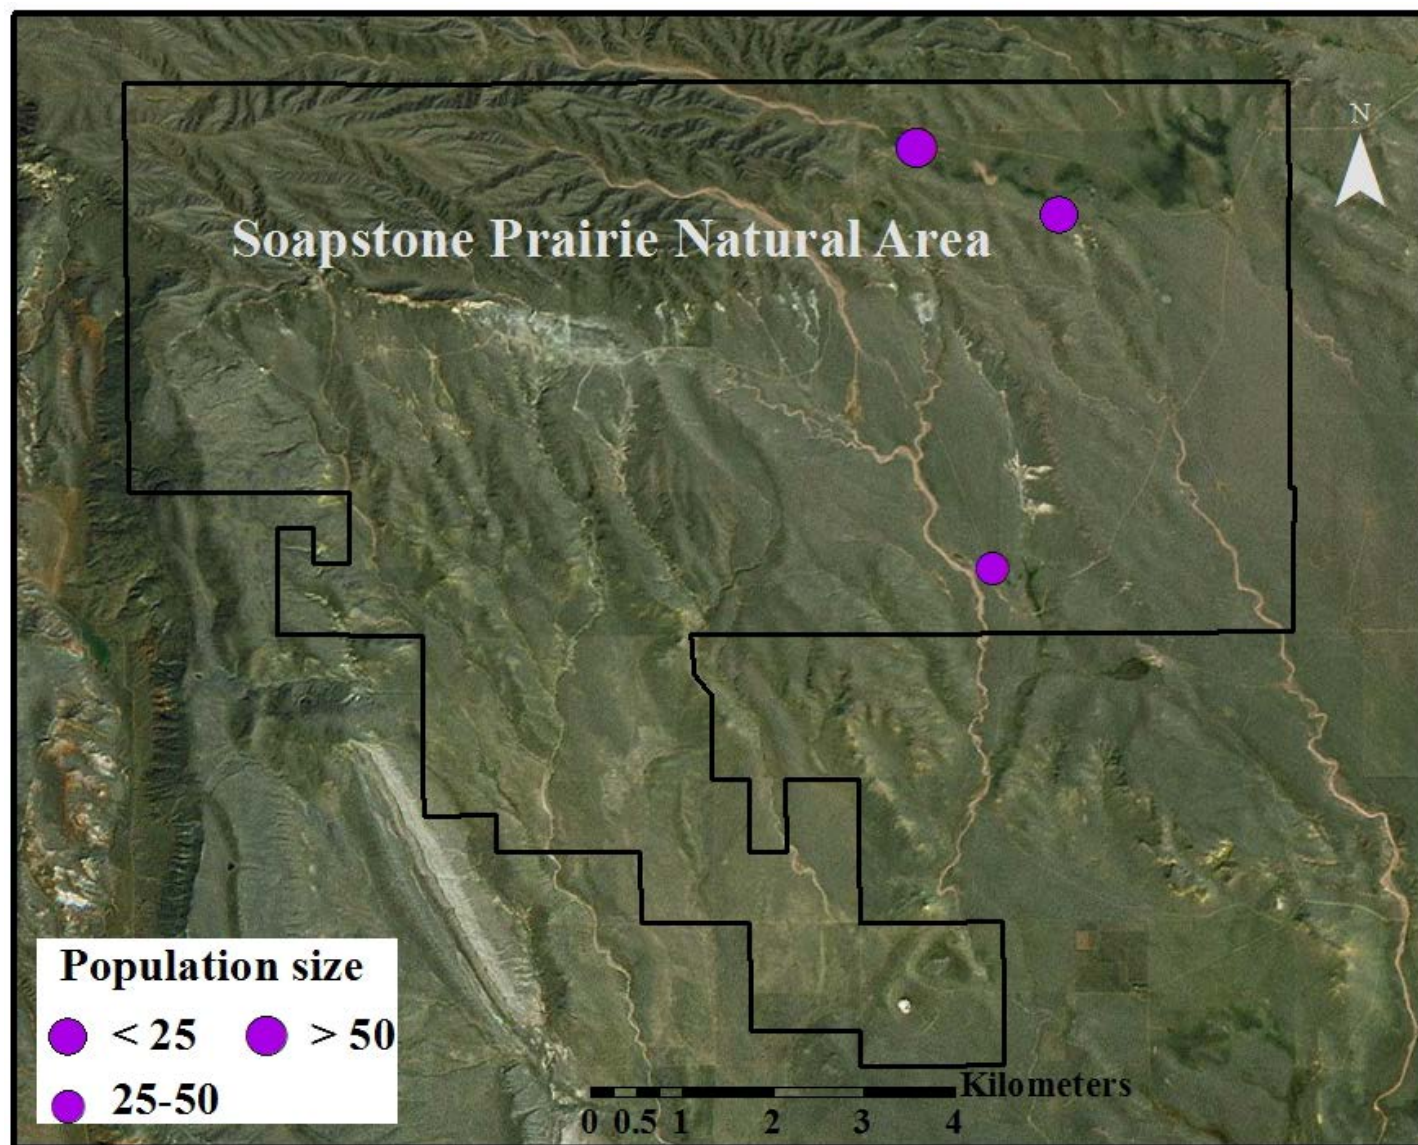 N
Soapstone Prairie Natural Area
Population size
< 25 > 50
25-50
Kilometers
0 0.5 1 2 3 4